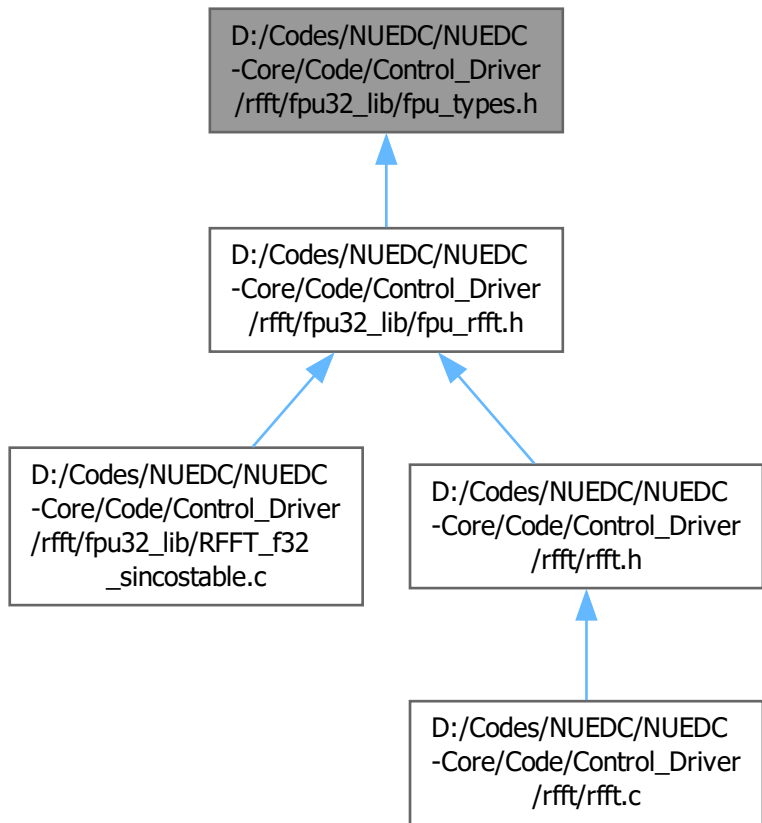 D:/Codes/NUEDC/NUEDC
-Core/Code/Control_Driver
/rfft/fpu32_lib/fpu_types.h
D:/Codes/NUEDC/NUEDC
-Core/Code/Control_Driver
/rfft/fpu32_lib/fpu_rfft.h
D:/Codes/NUEDC/NUEDC
-Core/Code/Control_Driver
/rfft/fpu32_lib/RFFT_f32
_sincostable.c
D:/Codes/NUEDC/NUEDC
-Core/Code/Control_Driver
/rfft/rfft.h
D:/Codes/NUEDC/NUEDC
-Core/Code/Control_Driver
/rfft/rfft.c